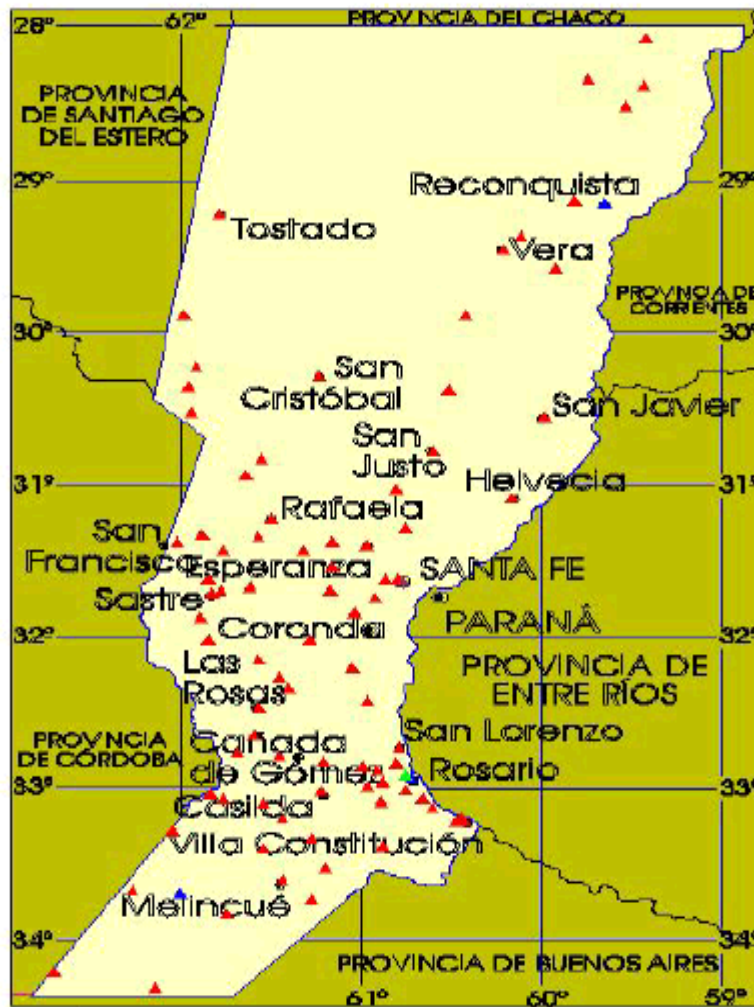 28°
62°
PROVINCIA DEL CHACO
PROVINCIA
DE SANTIAGO
DEL ESTERO
29°
Reconquista
Tostado
Vera
PROVINCIA DE
CORRIENTES
30°
San
Cristóbal
San Javier
San
Justo
31°
Helvecia
Rafaela
San
Francisco
Esperanza
SANTA FE
Sastre
PARANÁ
32°
Coronda
32°
Las
Rosas
PROVINCIA DE
ENTRE RÍOS
San Lorenzo
PROVINCIA
DE CÓRDOBA
Cañada
de Gómez
Rosario
33°
33°
Casilda
Villa Constitución
Melincué
34°
34°
PROVINCIA DE BUENOS AIRES
61°
60°
59°